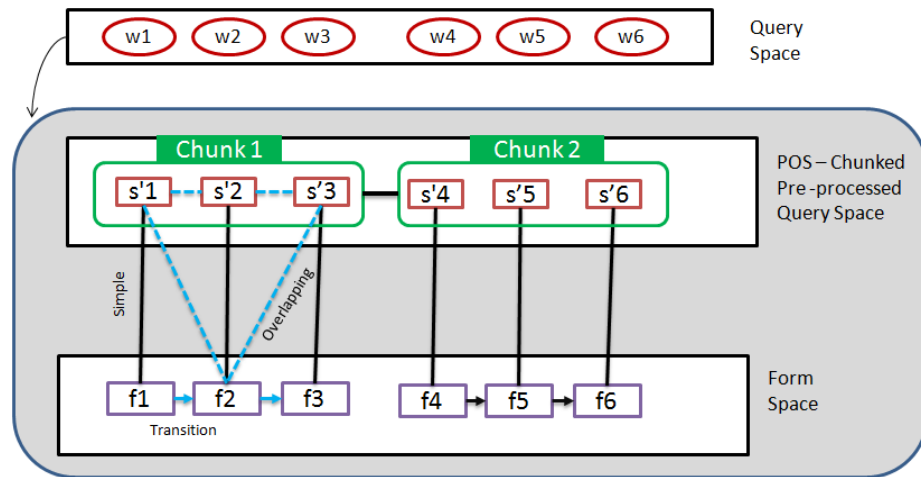 w1 w2 w3 w4 w5 w6
Query
Space
Chunk 1 Chunk 2
s'1 s'2 s'3 s'4 s'5 s'6
POS – Chunked
Pre -processed
Query Space
Simple
Overlapping
f1 f2 f3 f4 f5 f6
Transition
Form
Space